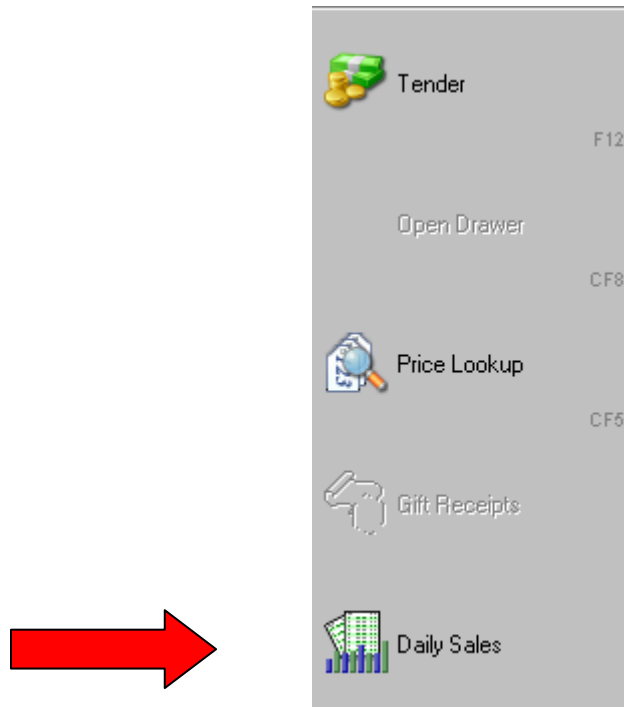 Tender
F12
Open Drawer
CF8
Price Lookup
CF5
Gift Receipts
Daily Sales